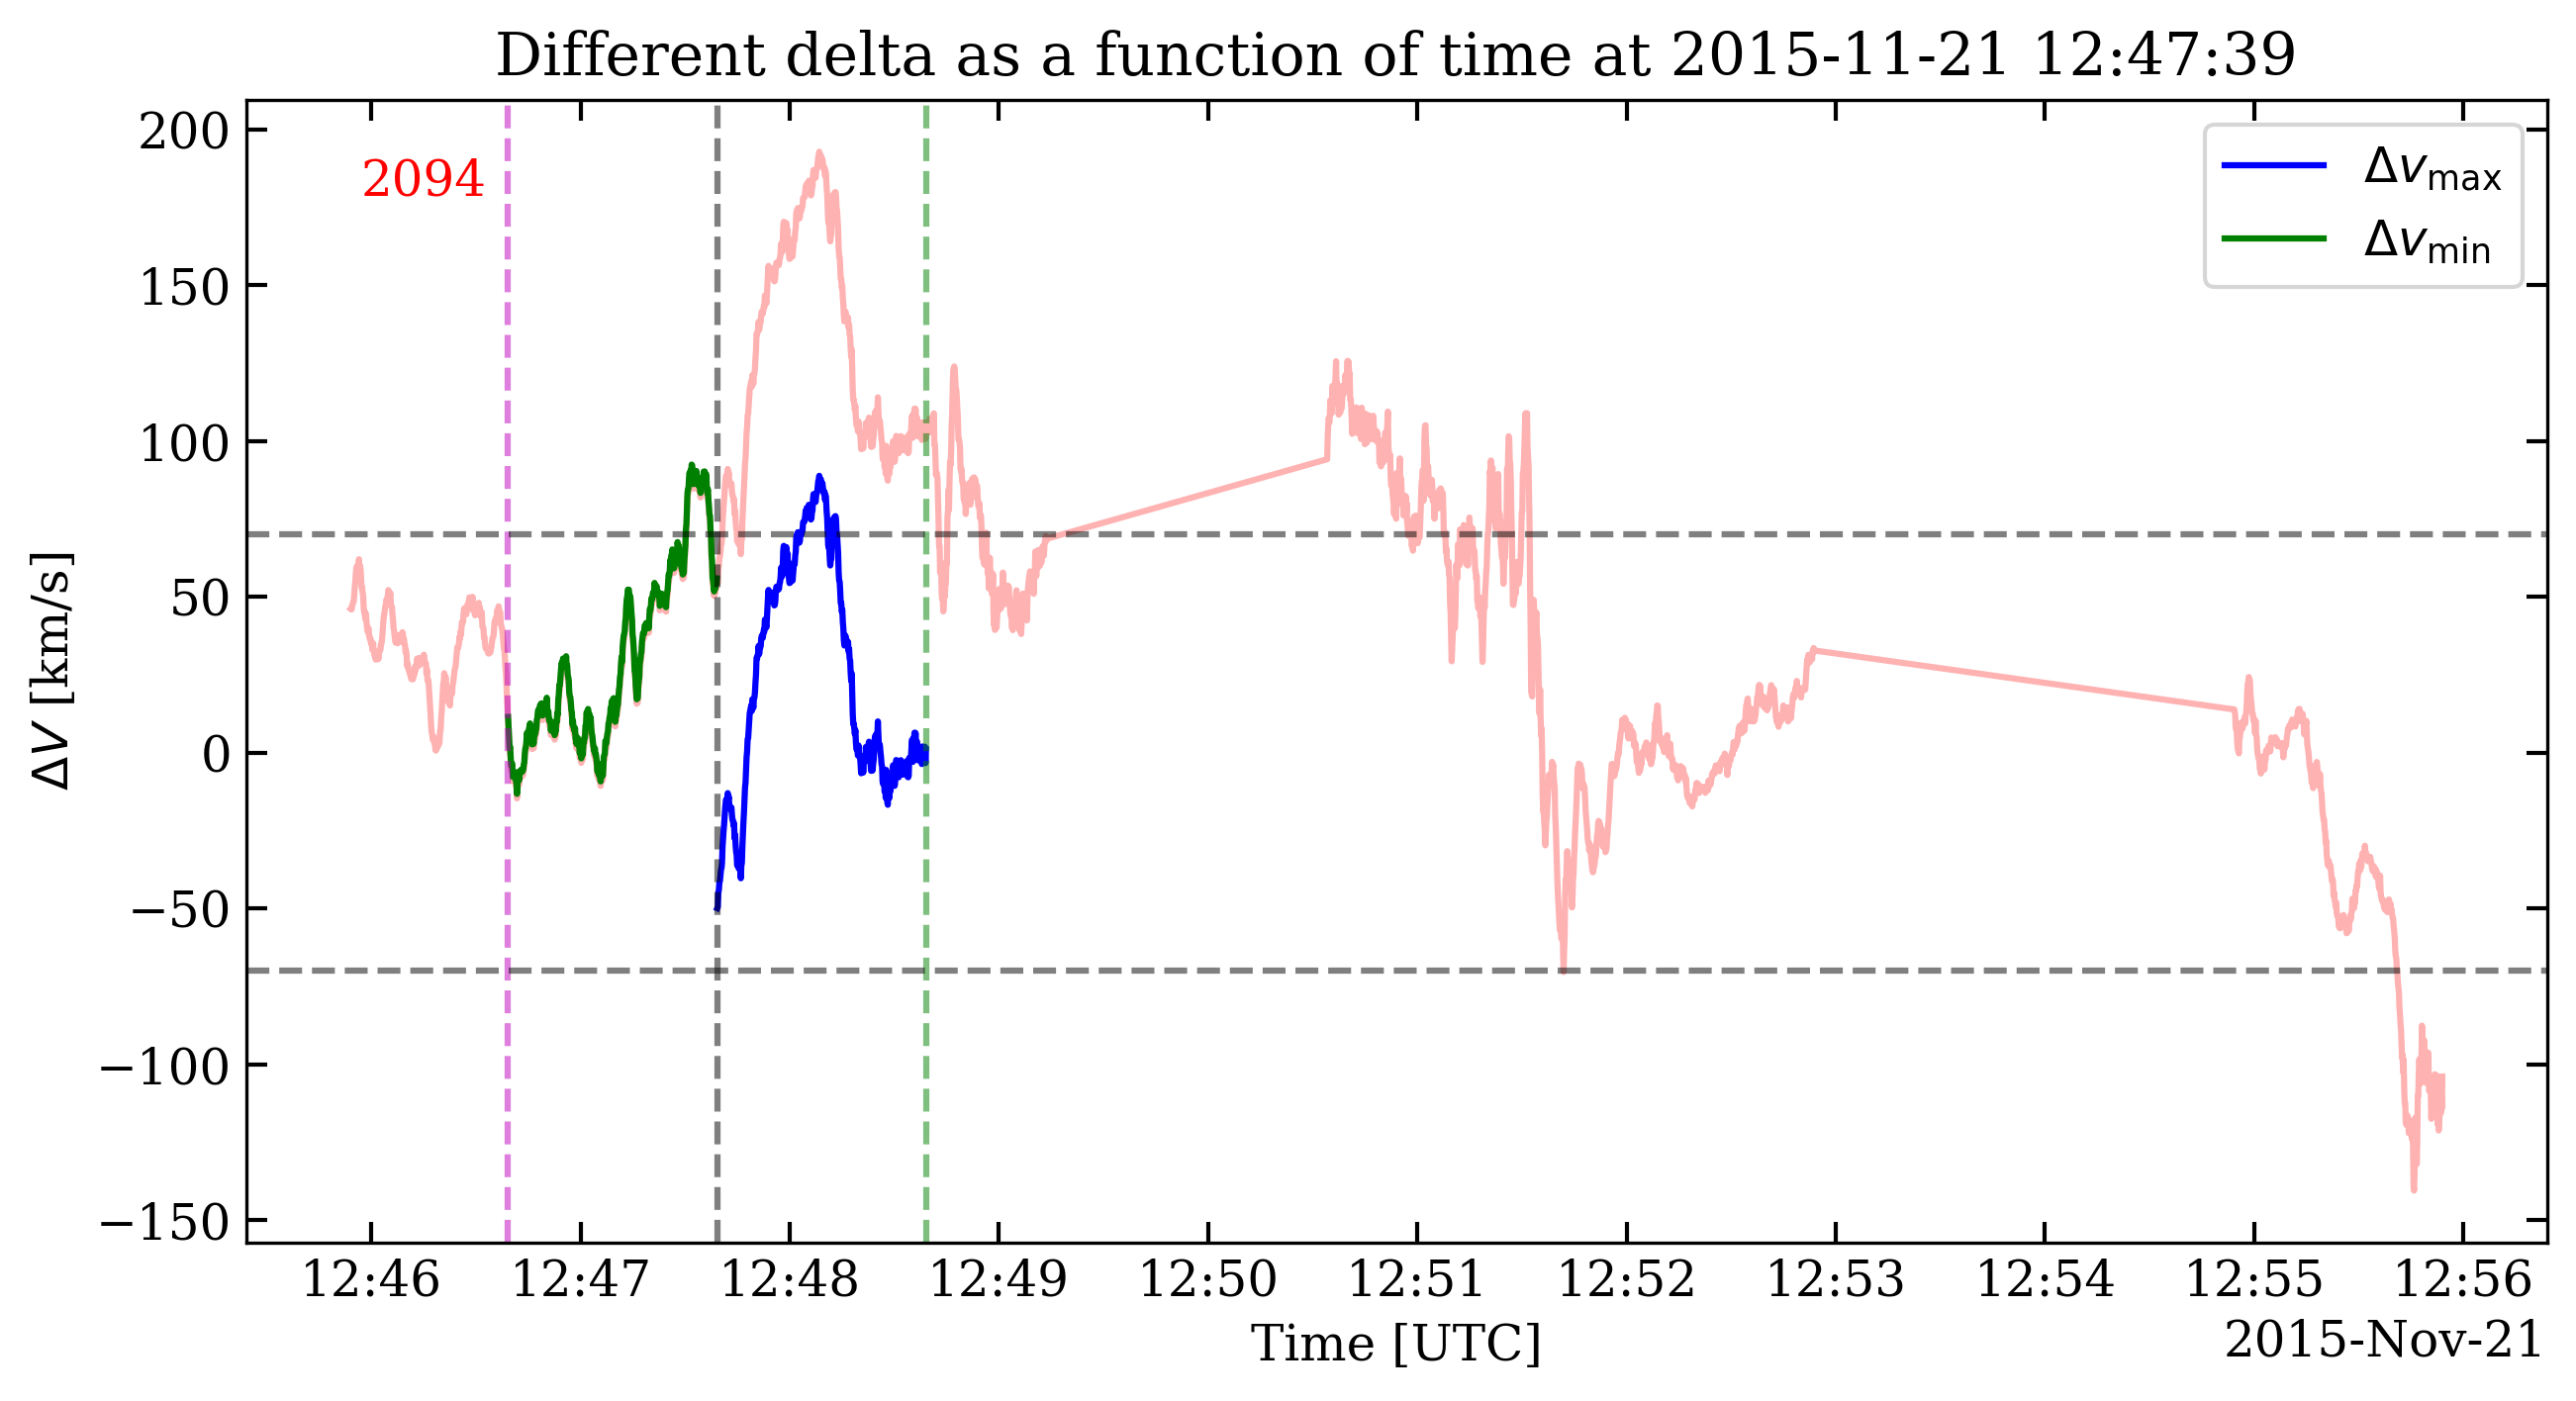 Different delta as a function of time at 2015-11-21 12:47:39
2094
Δv_max
Δv_min
ΔV [km/s]
200
150
100
50
0
−50
−100
−150
12:46 12:47 12:48 12:49 12:50 12:51 12:52 12:53 12:54 12:55 12:56
Time [UTC]
2015-Nov-21